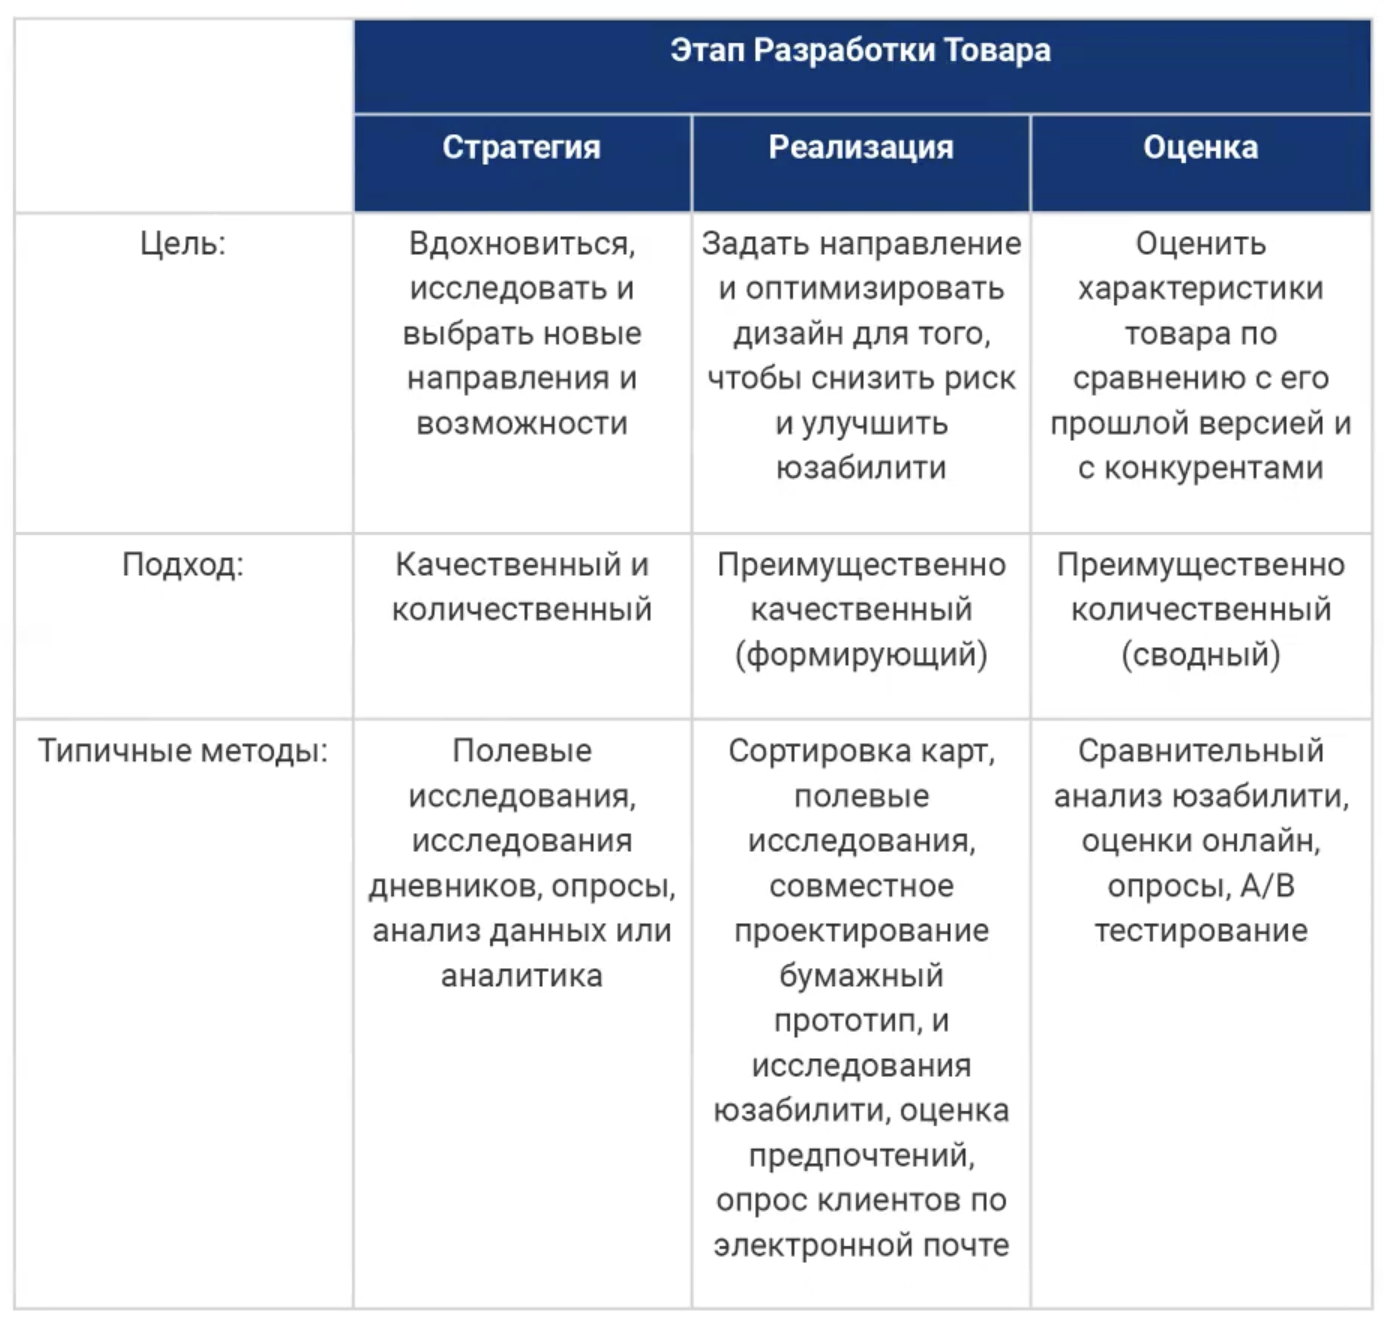 Этап Разработки Товара
Стратегия
Реализация
Оценка
Цель:
Вдохновиться,
исследовать и
выбрать новые
направления и
возможности
Задать направление
и оптимизировать
дизайн для того,
чтобы снизить риск
и улучшить
юзабилити
Оценить
характеристики
товара по
сравнению с его
прошлой версией и
с конкурентами
Подход:
Качественный и
количественный
Преимущественно
качественный
(формирующий)
Преимущественно
количественный
(сводный)
Типичные методы:
Полевые
исследования,
исследования
дневников, опросы,
анализ данных или
аналитика
Сортировка карт,
полевые
исследования,
совместное
проектирование
бумажный
прототип, и
исследования
юзабилити, оценка
предпочтений,
опрос клиентов по
электронной почте
Сравнительный
анализ юзабилити,
оценки онлайн,
опросы, А/В
тестирование